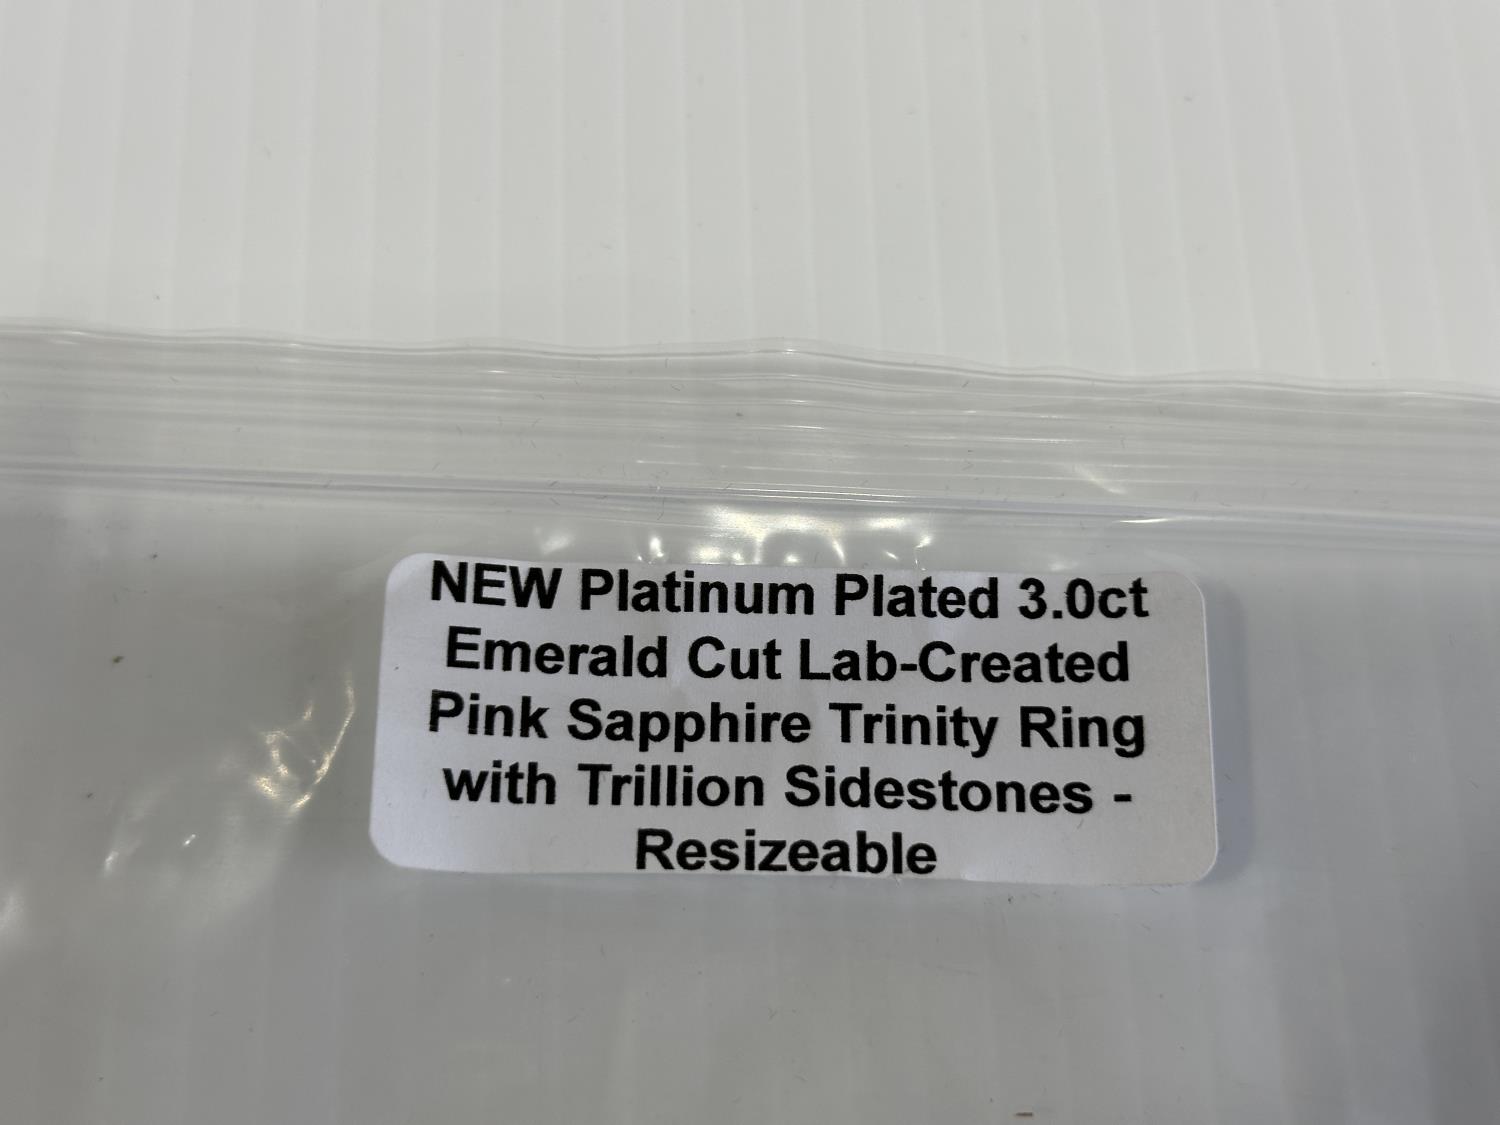 NEW Platinum Plated 3.0ct
Emerald Cut Lab-Created
Pink Sapphire Trinity Ring
with Trillion Sidestones -
Resizeable